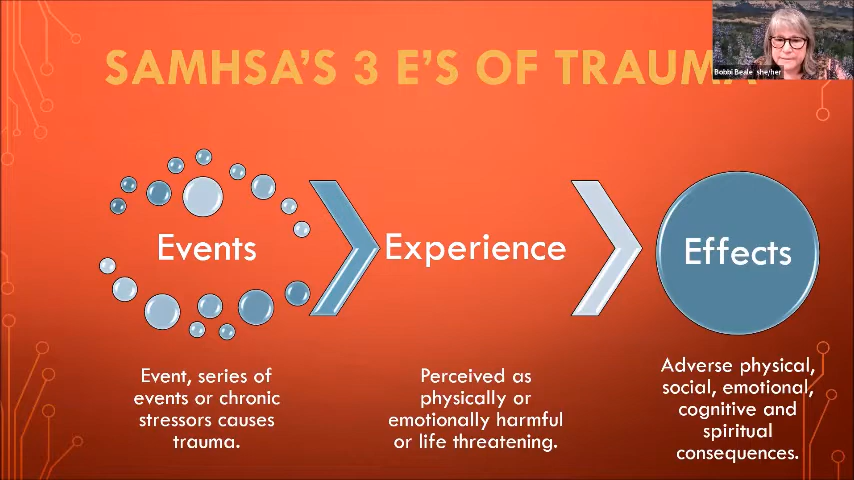 SAMHSA'S 3 E'S OF TRAUMA
Bobbi Beale she/her
Events
Experience
Effects
Event, series of
events or chronic
stressors causes
trauma.
Perceived as
physically or
emotionally harmful
or life threatening.
Adverse physical,
social, emotional,
cognitive and
spiritual
consequences.